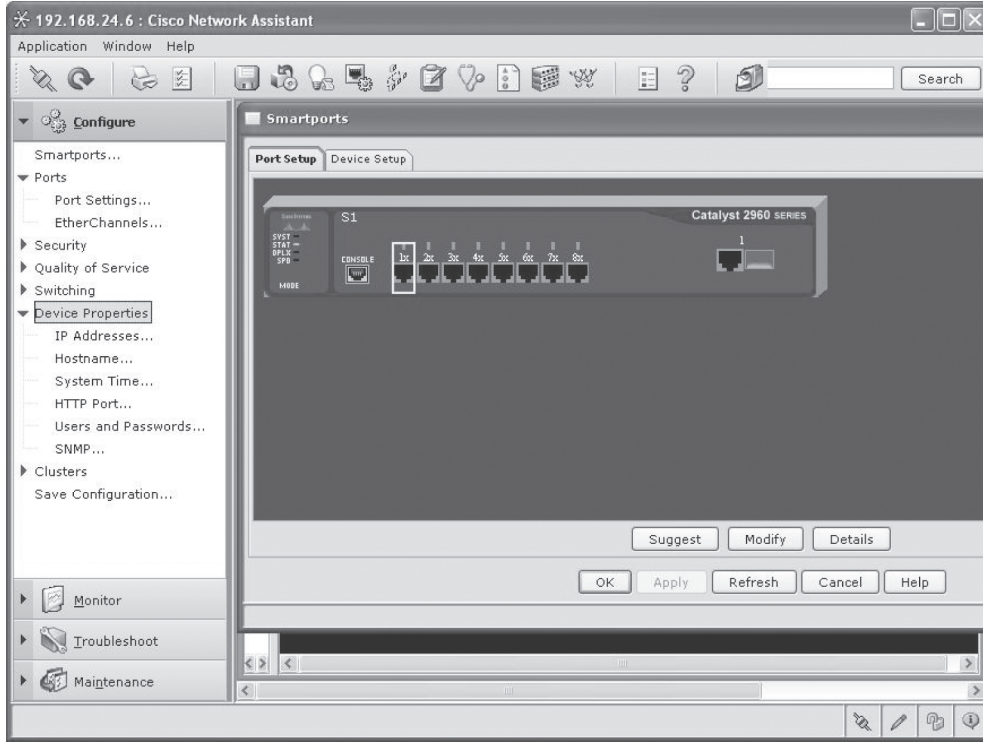 192.168.24.6 : Cisco Network Assistant
Application Window Help
Search
Configure
Smartports...
Ports
Port Settings...
EtherChannels...
Security
Quality of Service
Switching
Device Properties
IP Addresses...
Hostname...
System Time...
HTTP Port...
Users and Passwords...
SNMP...
Clusters
Save Configuration...
Monitor
Troubleshoot
Maintenance
Smartports
Port Setup Device Setup
S1
Catalyst 2960 SERIES
SYST
STAT
DPLX
SPD
MODE
CONSOLE
1x 2x 3x 4x 5x 6x 7x 8x
1
Suggest Modify Details
OK Apply Refresh Cancel Help